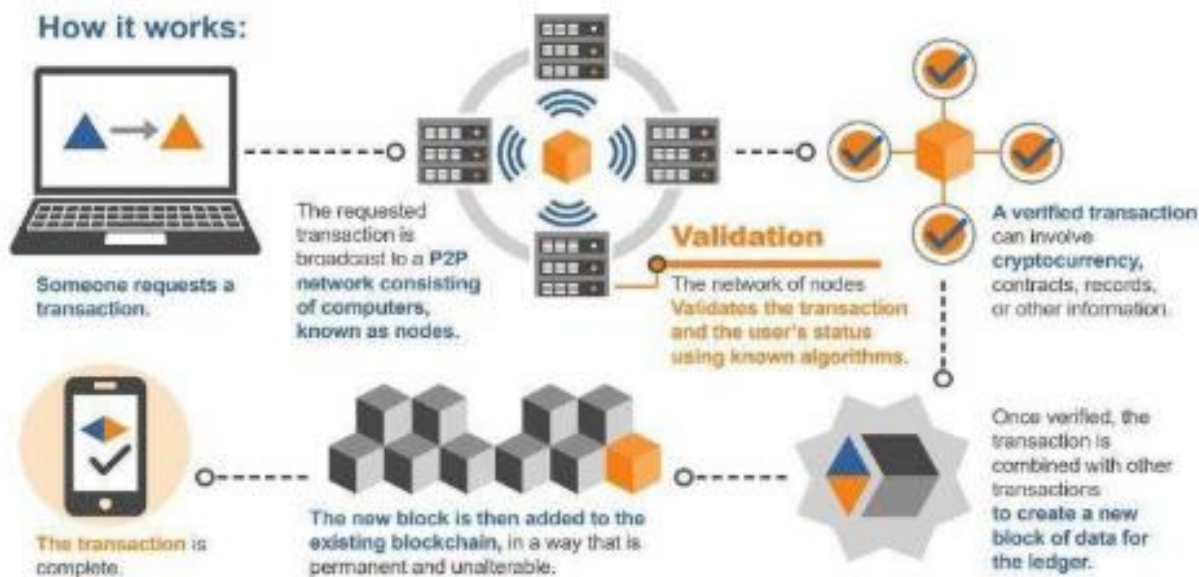 How it works:
Someone requests a
transaction.
The requested
transaction is
broadcast to a P2P
network consisting
of computers,
known as nodes.
Validation
The network of nodes
Validates the transaction
and the user's status
using known algorithms.
A verified transaction
can involve
cryptocurrency,
contracts, records,
or other information.
Once verified, the
transaction is
combined with other
transactions
to create a new
block of data for
the ledger.
The new block is then added to the
existing blockchain, in a way that is
permanent and unalterable.
The transaction is
complete.